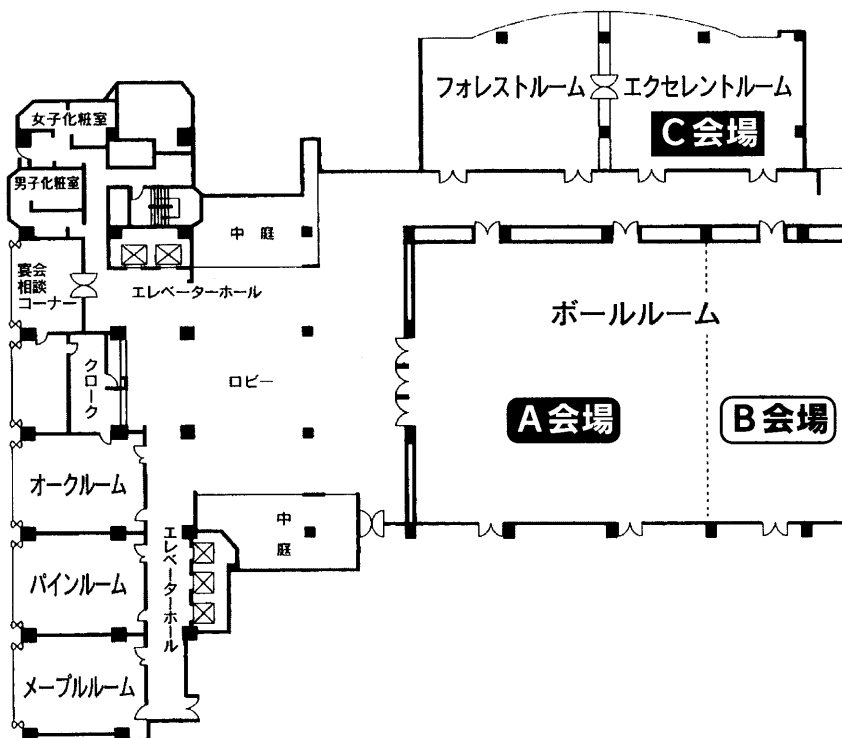 フォレストルーム
エクセレントルーム
C会場
女子化粧室
男子化粧室
中庭
宴会
相談
コーナー
エレベーターホール
ボールルーム
クローク
ロビー
A会場
B会場
オークルーム
中庭
エレベーターホール
パインルーム
メープルルーム